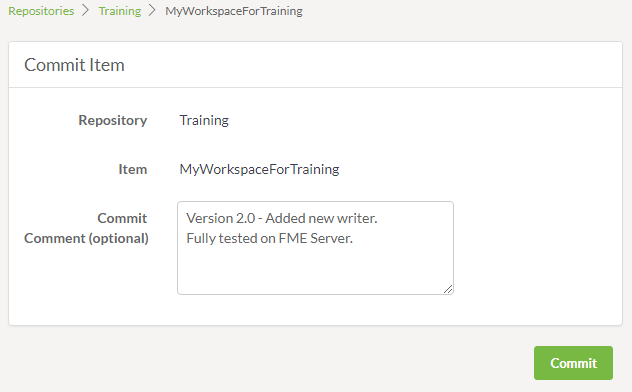 Repositories > Training > MyWorkspaceForTraining
Commit Item
Repository Training
Item MyWorkspaceForTraining
Commit Version 2.0 - Added new writer.
Comment (optional) Fully tested on FME Server.
Commit